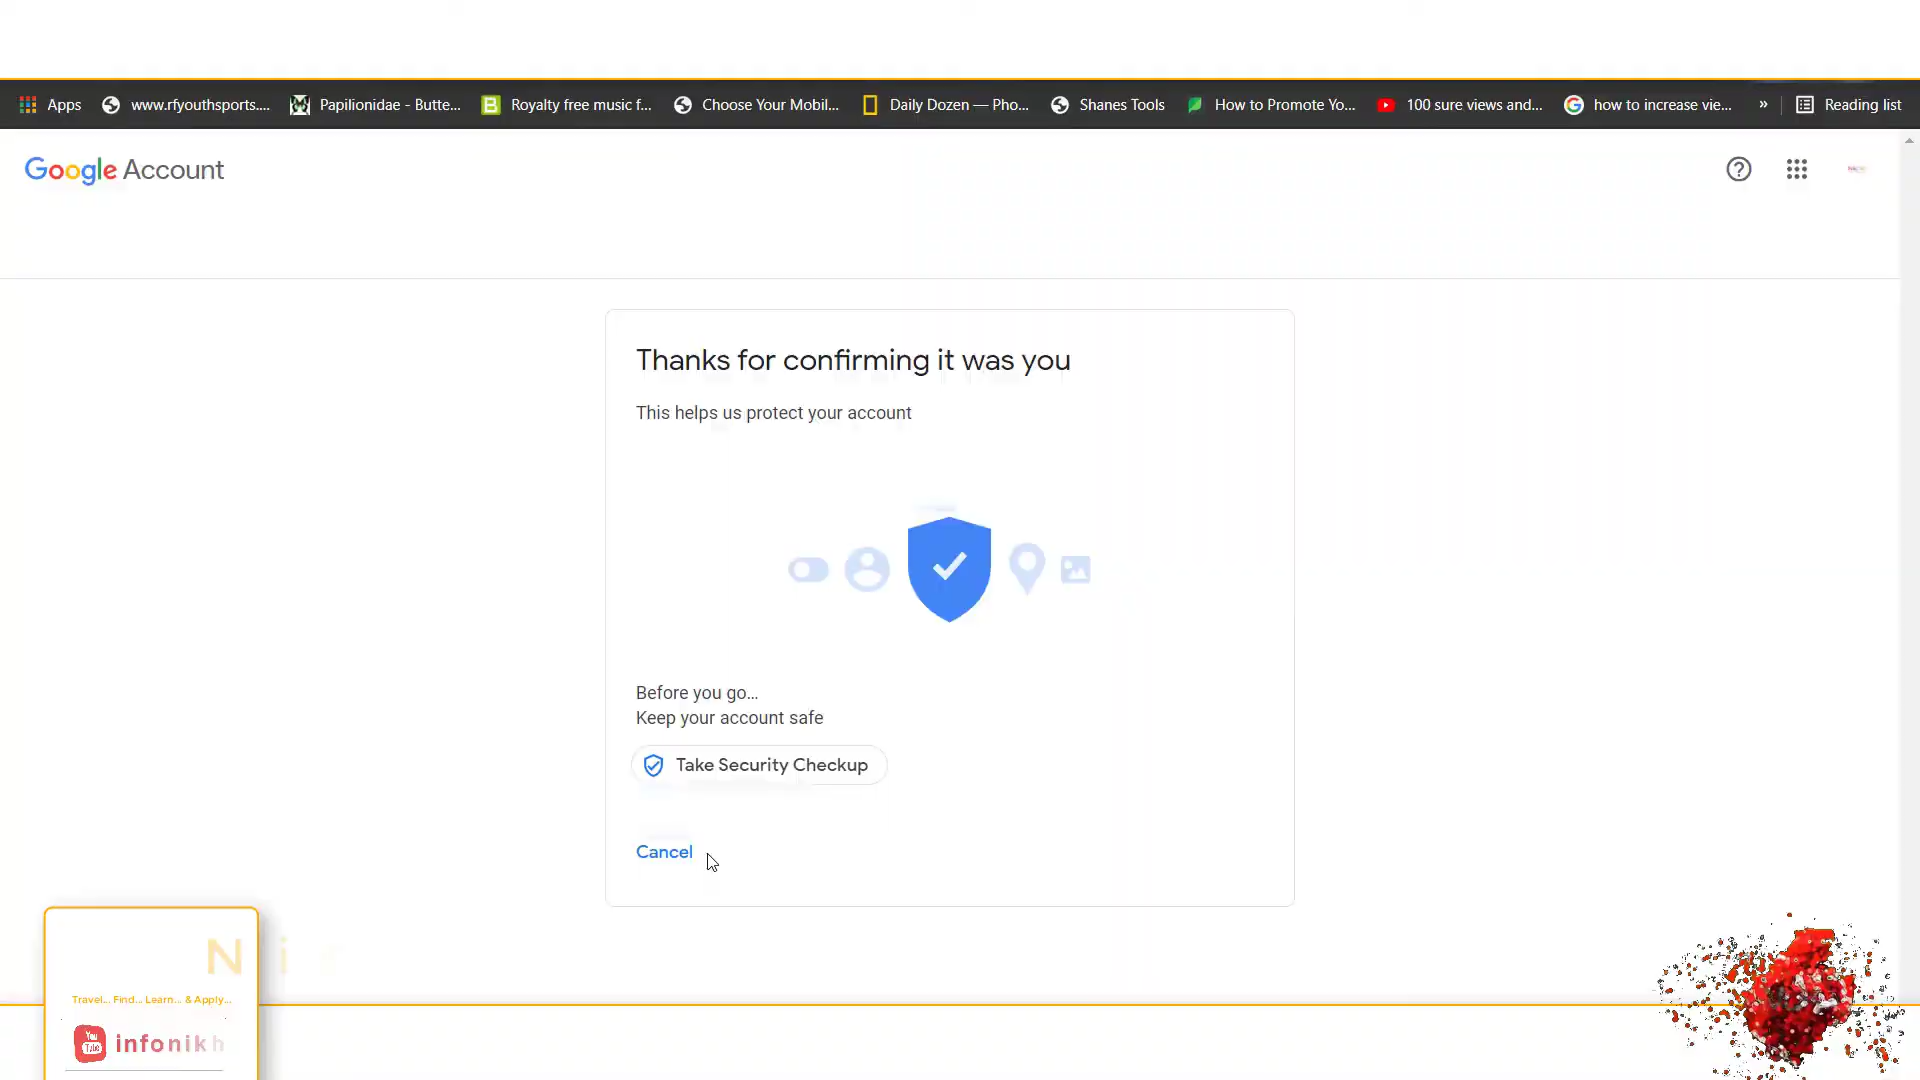 Apps www.rfyouthsports.... Papilionidae - Butte... Royalty free music f... Choose Your Mobil... Daily Dozen — Pho... Shanes Tools How to Promote Yo... 100 sure views and... how to increase vie... » Reading list
Google Account
Thanks for confirming it was you
This helps us protect your account
Before you go...
Keep your account safe
Take Security Checkup
Cancel
N i
Travel... Find... Learn... & Apply...
You Tube infonikh